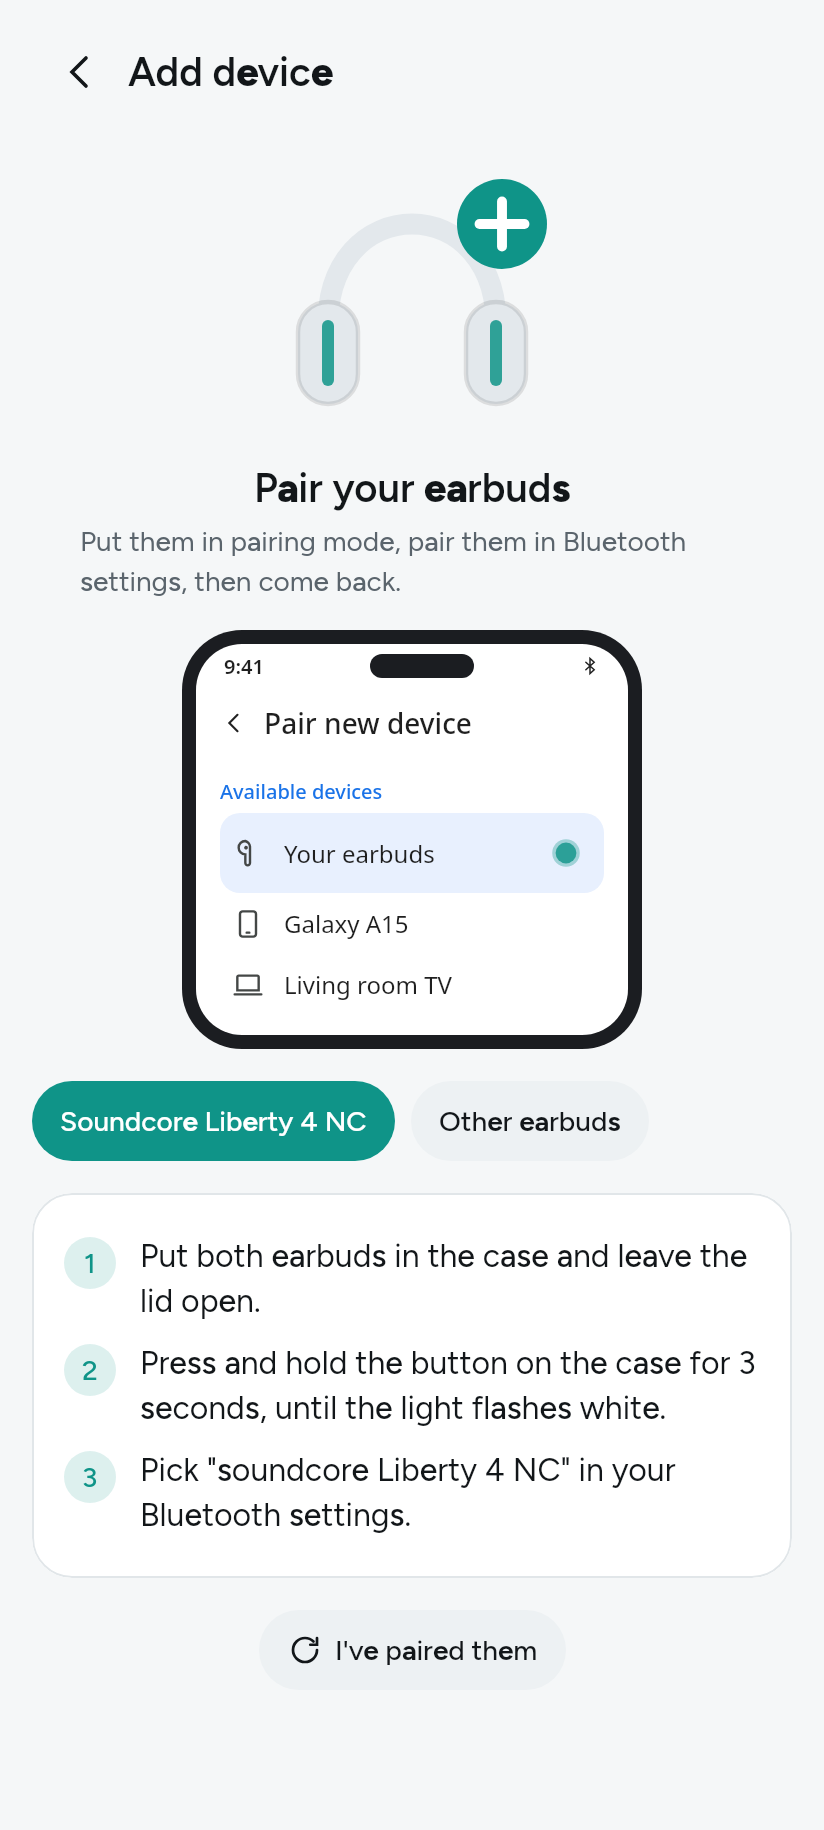 Add device
Pair your earbuds
Put them in pairing mode, pair them in Bluetooth
settings, then come back.
9:41
Pair new device
Available devices
Your earbuds
Galaxy A15
Living room TV
Soundcore Liberty 4 NC
Other earbuds
1
Put both earbuds in the case and leave the
lid open.
2
Press and hold the button on the case for 3
seconds, until the light flashes white.
3
Pick "soundcore Liberty 4 NC" in your
Bluetooth settings.
I've paired them